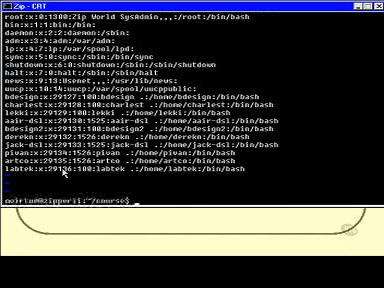 Zip - CRT
root:x:0:1300:Zip World SysAdmin,,,:/root:/bin/bash
bin:x:1:1:bin:/bin:
daemon:x:2:2:daemon:/sbin:
adm:x:3:4:adm:/var/adm:
lp:x:4:7:lp:/var/spool/lpd:
sync:x:5:0:sync:/sbin:/bin/sync
shutdown:x:6:0:shutdown:/sbin:/sbin/shutdown
halt:x:7:0:halt:/sbin:/sbin/halt
news:x:9:13:Usenet,,,:/usr/lib/news:
uucp:x:10:14:uucp:/var/spool/uucppublic:
bdesign:x:29127:100:bdesign .:/home/bdesign:/bin/bash
charlest:x:29128:100:charlest .:/home/charlest:/bin/bash
lekki:x:29129:100:lekki .:/home/lekki:/bin/bash
aair-dsl:x:29130:1525:aair-dsl .:/home/aair-dsl:/bin/bash
bdesign2:x:29131:100:bdesign2 .:/home/bdesign2:/bin/bash
derekn:x:29132:1526:derekn .:/home/derekn:/bin/bash
jack-dsl:x:29133:1525:jack-dsl .:/home/jack-dsl:/bin/bash
pivan:x:29134:1526:pivan .:/home/pivan:/bin/bash
artco:x:29135:1526:artco .:/home/artco:/bin/bash
labtek:x:29136:100:labtek .:/home/labtek:/bin/bash
~
~